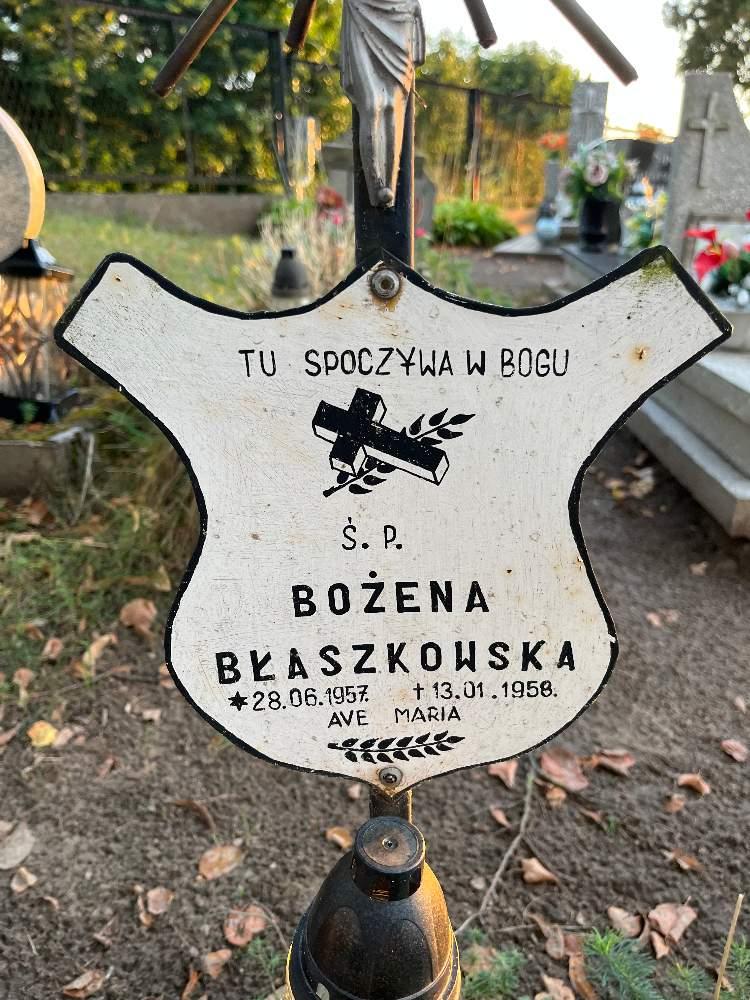 TU SPOCZYWA W BOGU
Ś. P.
BOŻENA
BŁASZKOWSKA
*28.06.1957. †13.01.1958.
AVE MARIA